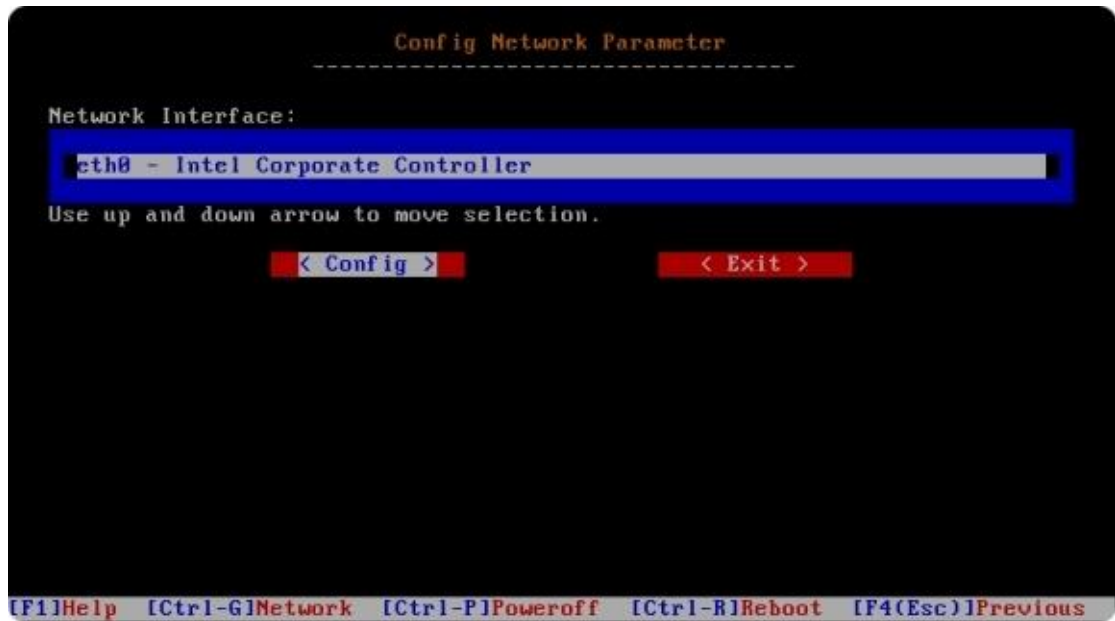 Config Network Parameter
------------------------------------
Network Interface:
eth0 - Intel Corporate Controller
Use up and down arrow to move selection.
< Config > < Exit >
[F1]Help [Ctrl-G]Network [Ctrl-P]Poweroff [Ctrl-R]Reboot [F4(Esc)]Previous